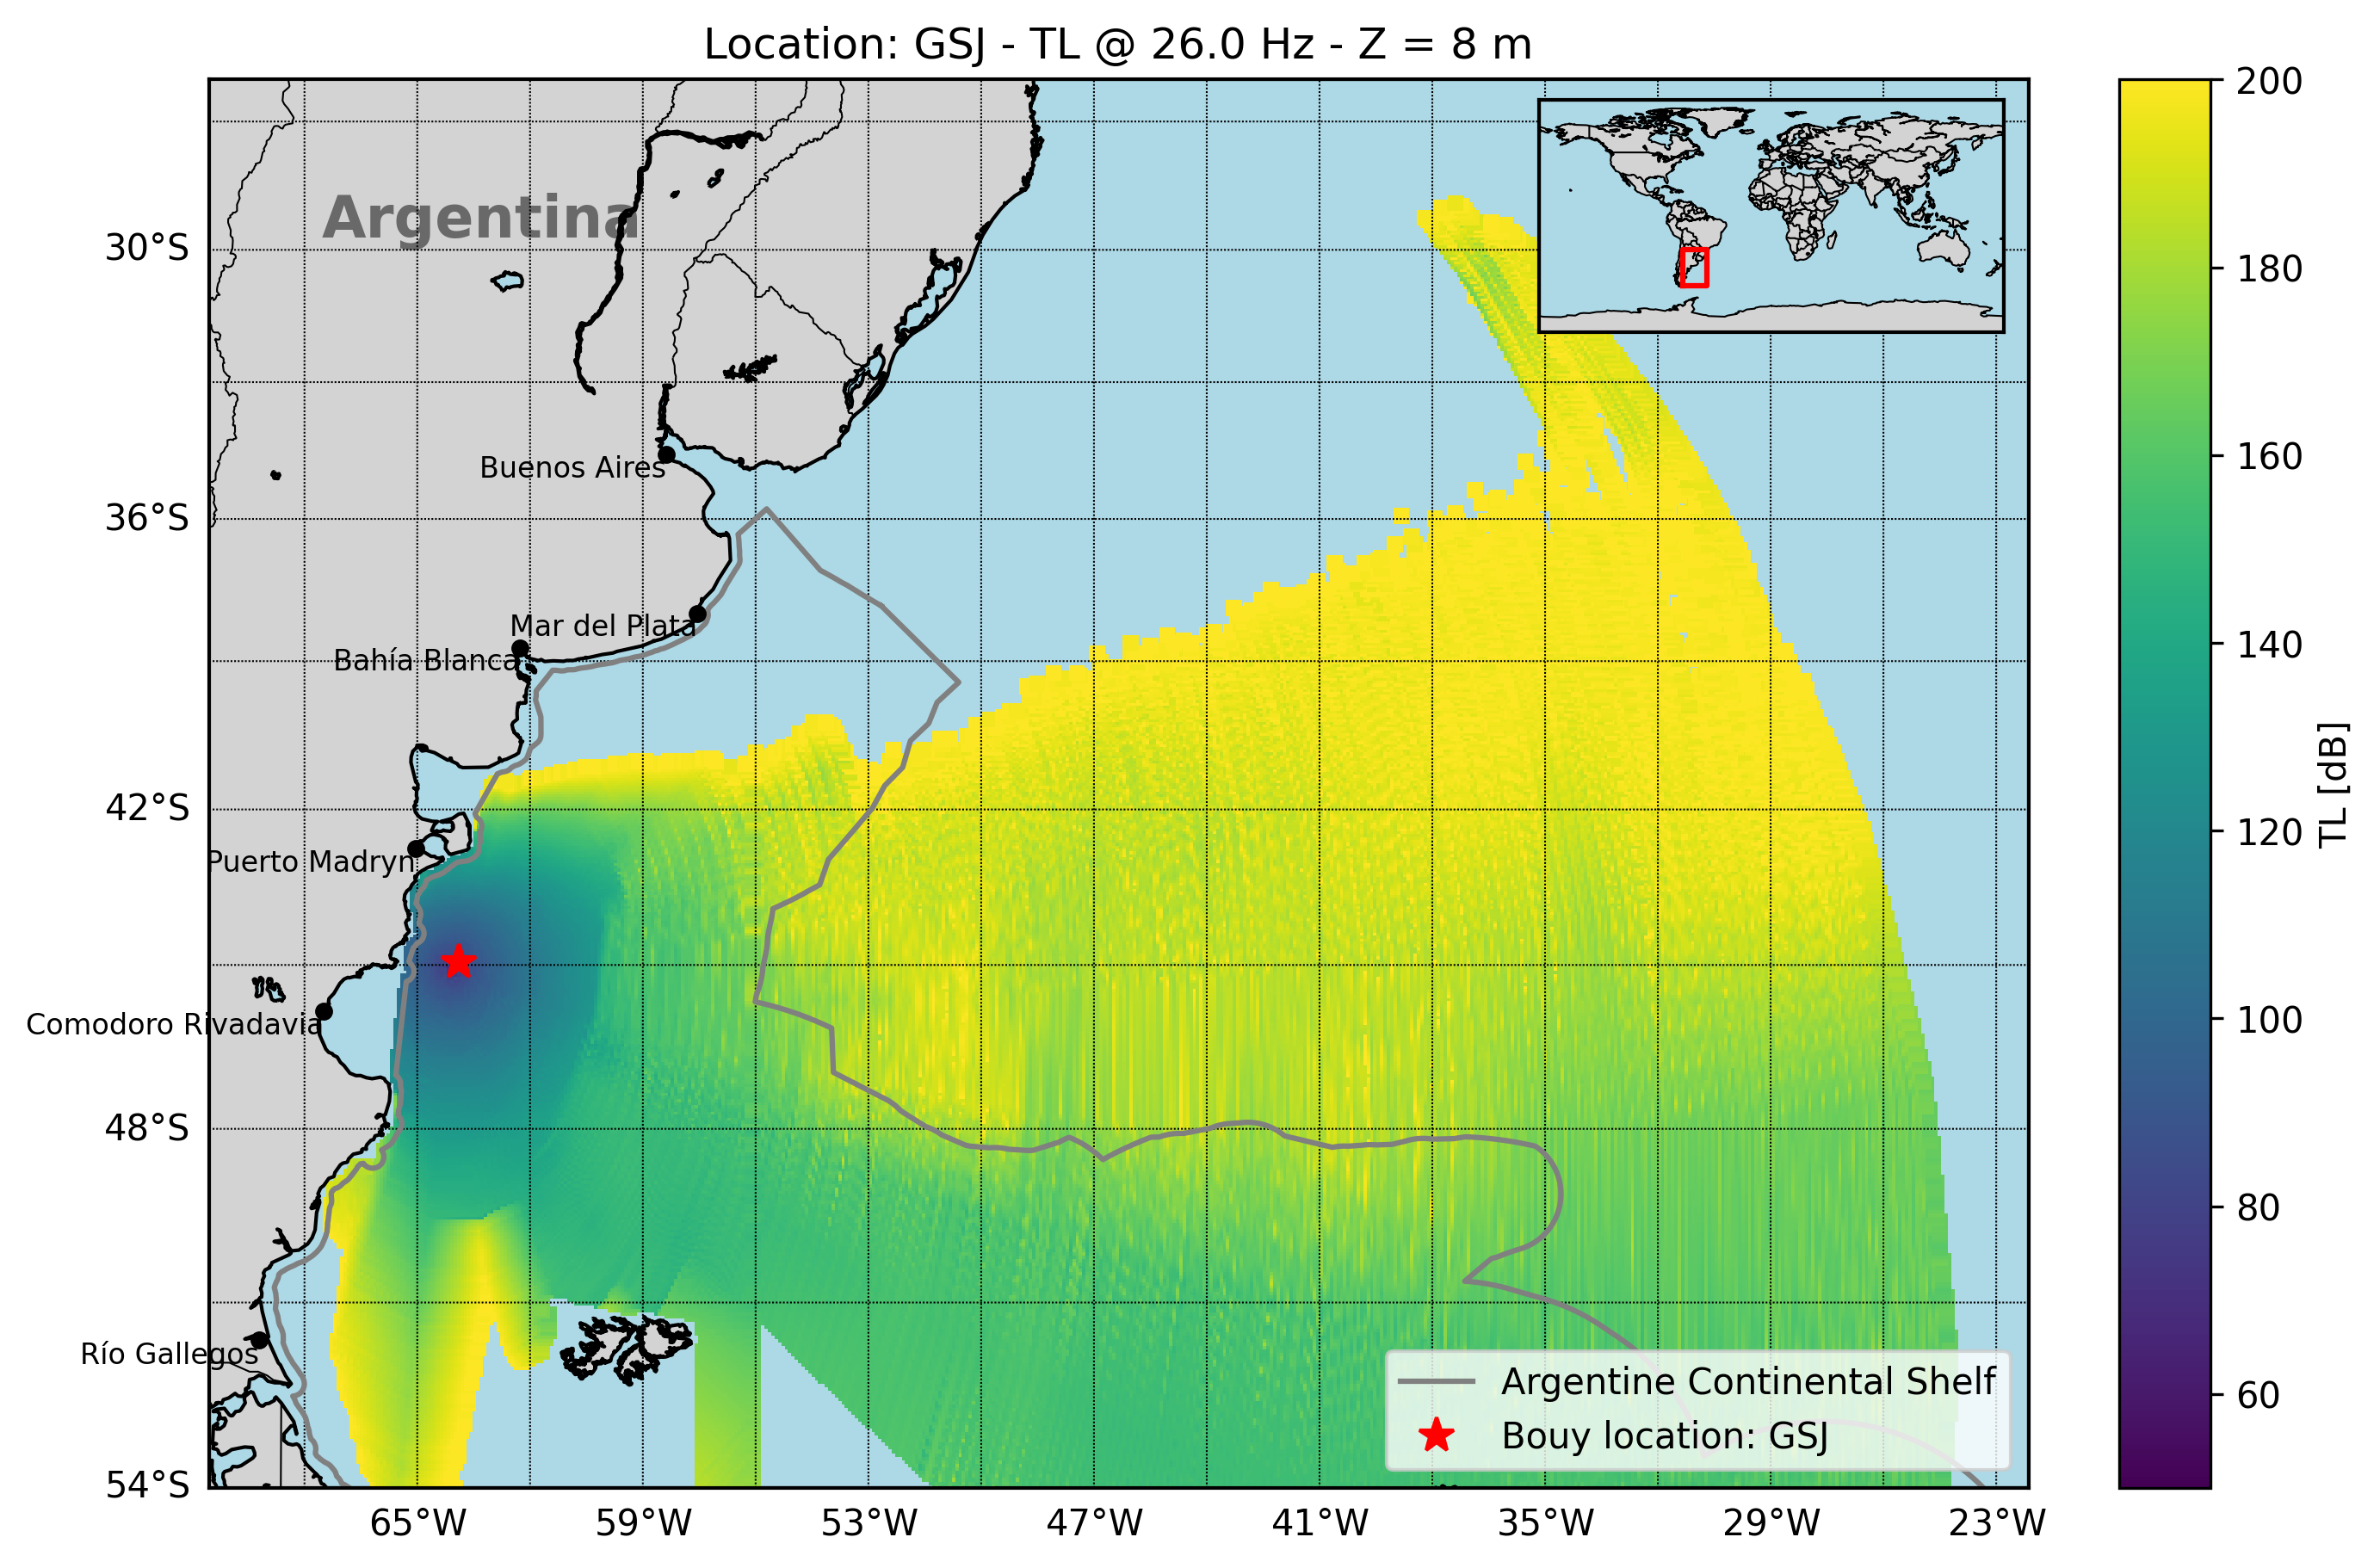 Location: GSJ - TL @ 26.0 Hz - Z = 8 m
Argentina
30°S
36°S
42°S
48°S
54°S
Buenos Aires
Mar del Plata
Bahía Blanca
Puerto Madryn
Comodoro Rivadavia
Río Gallegos
Argentine Continental Shelf
Bouy location: GSJ
65°W
59°W
53°W
47°W
41°W
35°W
29°W
23°W
200
180
160
140
120
100
80
60
TL [dB]